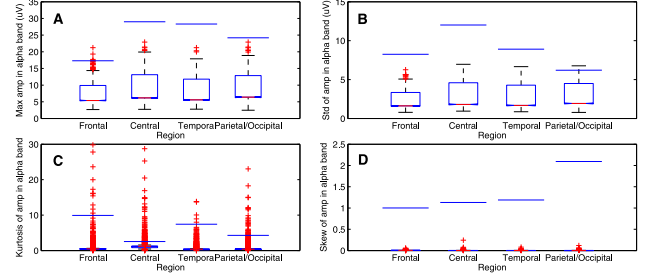 A
Max amp in alpha band (uV)
35
30
25
20
15
10
5
0
Frontal Central Tempora Parietal/Occipital
Region
B
Std of amp in alpha band (uV)
15
10
5
0
Frontal Central Temporal Parietal/Occipital
Region
C
Kurtosis of amp in alpha band
30
20
10
0
Frontal Central Tempora Parietal/Occipital
Region
D
Skew of amp in alpha band
2.5
2
1.5
1
0.5
0
Frontal Central Temporal Parietal/Occipital
Region